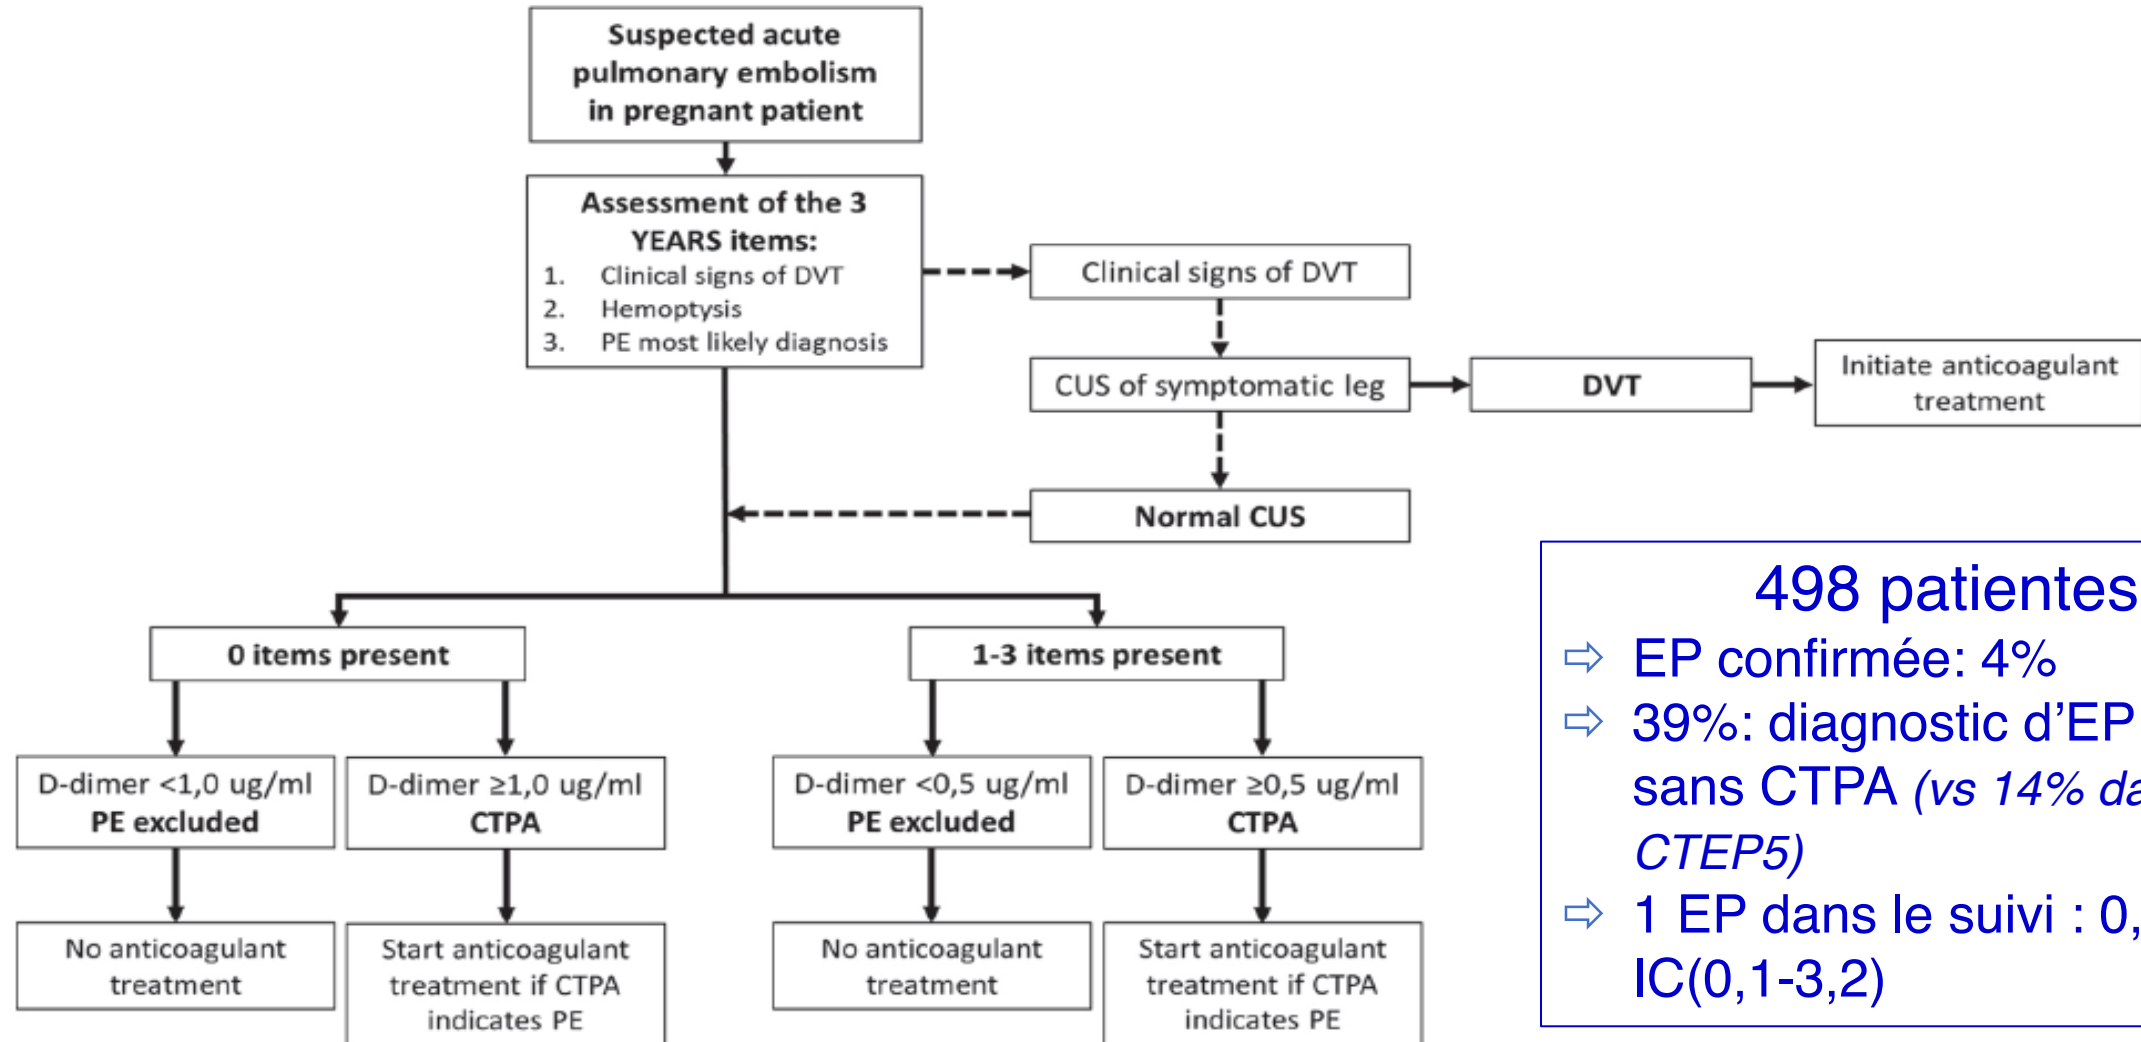 Suspected acute
pulmonary embolism
in pregnant patient
Assessment of the 3
YEARS items:
1. Clinical signs of DVT
2. Hemoptysis
3. PE most likely diagnosis
Clinical signs of DVT
CUS of symptomatic leg
DVT
Initiate anticoagulant
treatment
Normal CUS
0 items present
1-3 items present
D-dimer <1,0 ug/ml
PE excluded
D-dimer ≥1,0 ug/ml
CTPA
D-dimer <0,5 ug/ml
PE excluded
D-dimer ≥0,5 ug/ml
CTPA
No anticoagulant
treatment
Start anticoagulant
treatment if CTPA
indicates PE
No anticoagulant
treatment
Start anticoagulant
treatment if CTPA
indicates PE
498 patientes
⇨ EP confirmée: 4%
⇨ 39%: diagnostic d’EP
sans CTPA (vs 14%
CTEP5)
⇨ 1 EP dans le suivi : 0,
IC(0,1-3,2)